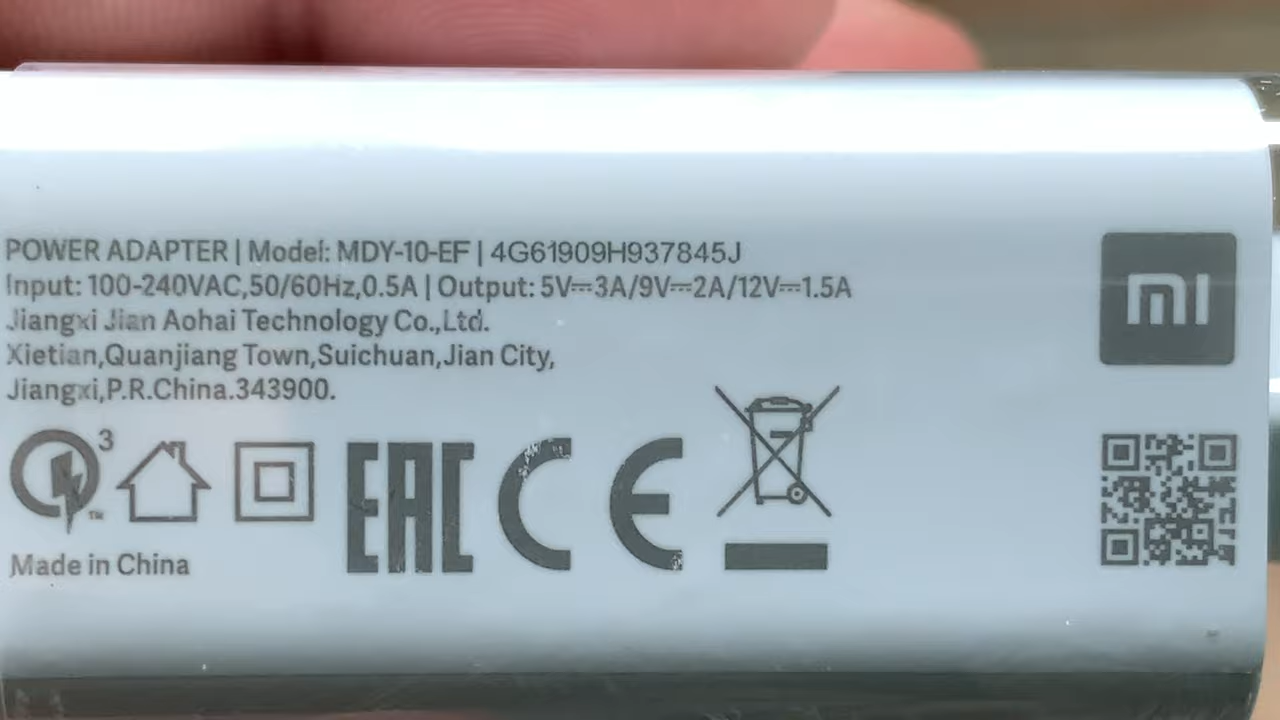 POWER ADAPTER | Model: MDY-10-EF | 4G61909H937845J
Input: 100-240VAC,50/60Hz,0.5A | Output: 5V⎓3A/9V⎓2A/12V⎓1.5A
Jiangxi Jian Aohai Technology Co.,Ltd.
Xietian,Quanjiang Town,Suichuan,Jian City,
Jiangxi,P.R.China.343900.
mi
3
™
EAC
CE
Made in China